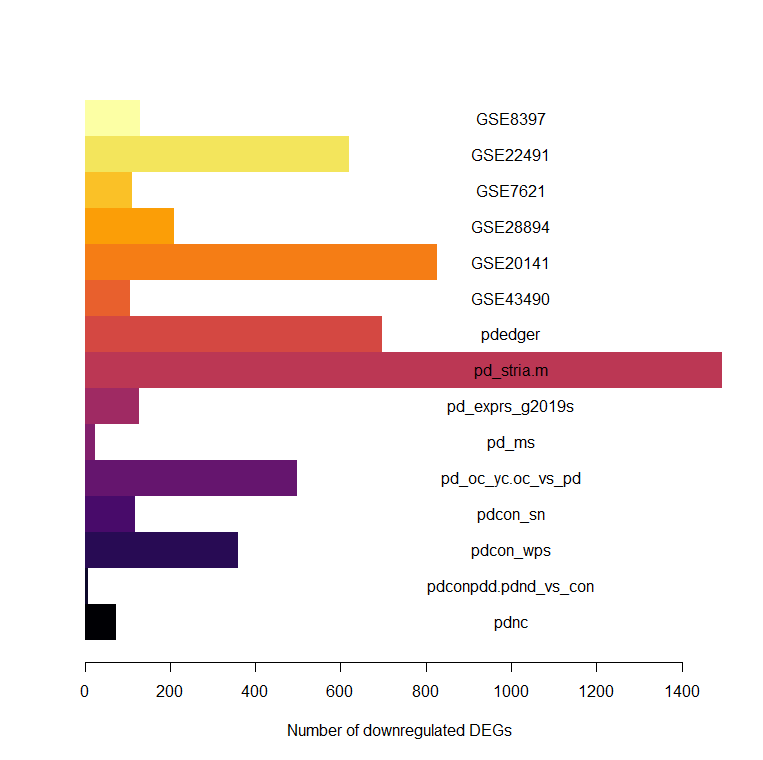 GSE8397
GSE22491
GSE7621
GSE28894
GSE20141
GSE43490
pdedger
pd_stria.m
pd_exprs_g2019s
pd_ms
pd_oc_yc.oc_vs_pd
pdcon_sn
pdcon_wps
pdconpdd.pdnd_vs_con
pdnc
0 200 400 600 800 1000 1200 1400
Number of downregulated DEGs